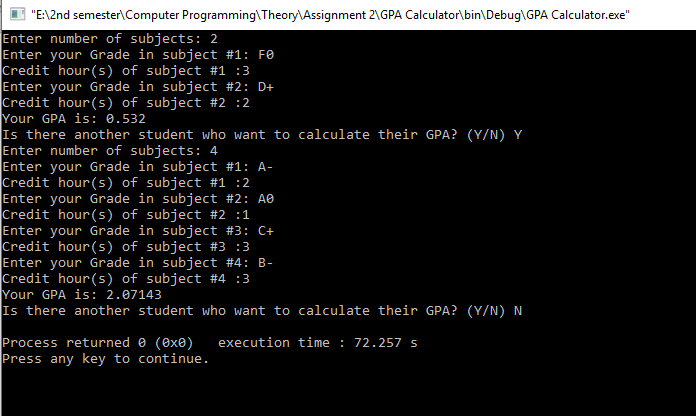 "E:\2nd semester\Computer Programming\Theory\Assignment 2\GPA Calculator\bin\Debug\GPA Calculator.exe"
Enter number of subjects: 2
Enter your Grade in subject #1: F0
Credit hour(s) of subject #1 :3
Enter your Grade in subject #2: D+
Credit hour(s) of subject #2 :2
Your GPA is: 0.532
Is there another student who want to calculate their GPA? (Y/N) Y
Enter number of subjects: 4
Enter your Grade in subject #1: A-
Credit hour(s) of subject #1 :2
Enter your Grade in subject #2: A0
Credit hour(s) of subject #2 :1
Enter your Grade in subject #3: C+
Credit hour(s) of subject #3 :3
Enter your Grade in subject #4: B-
Credit hour(s) of subject #4 :3
Your GPA is: 2.07143
Is there another student who want to calculate their GPA? (Y/N) N
Process returned 0 (0x0)   execution time : 72.257 s
Press any key to continue.